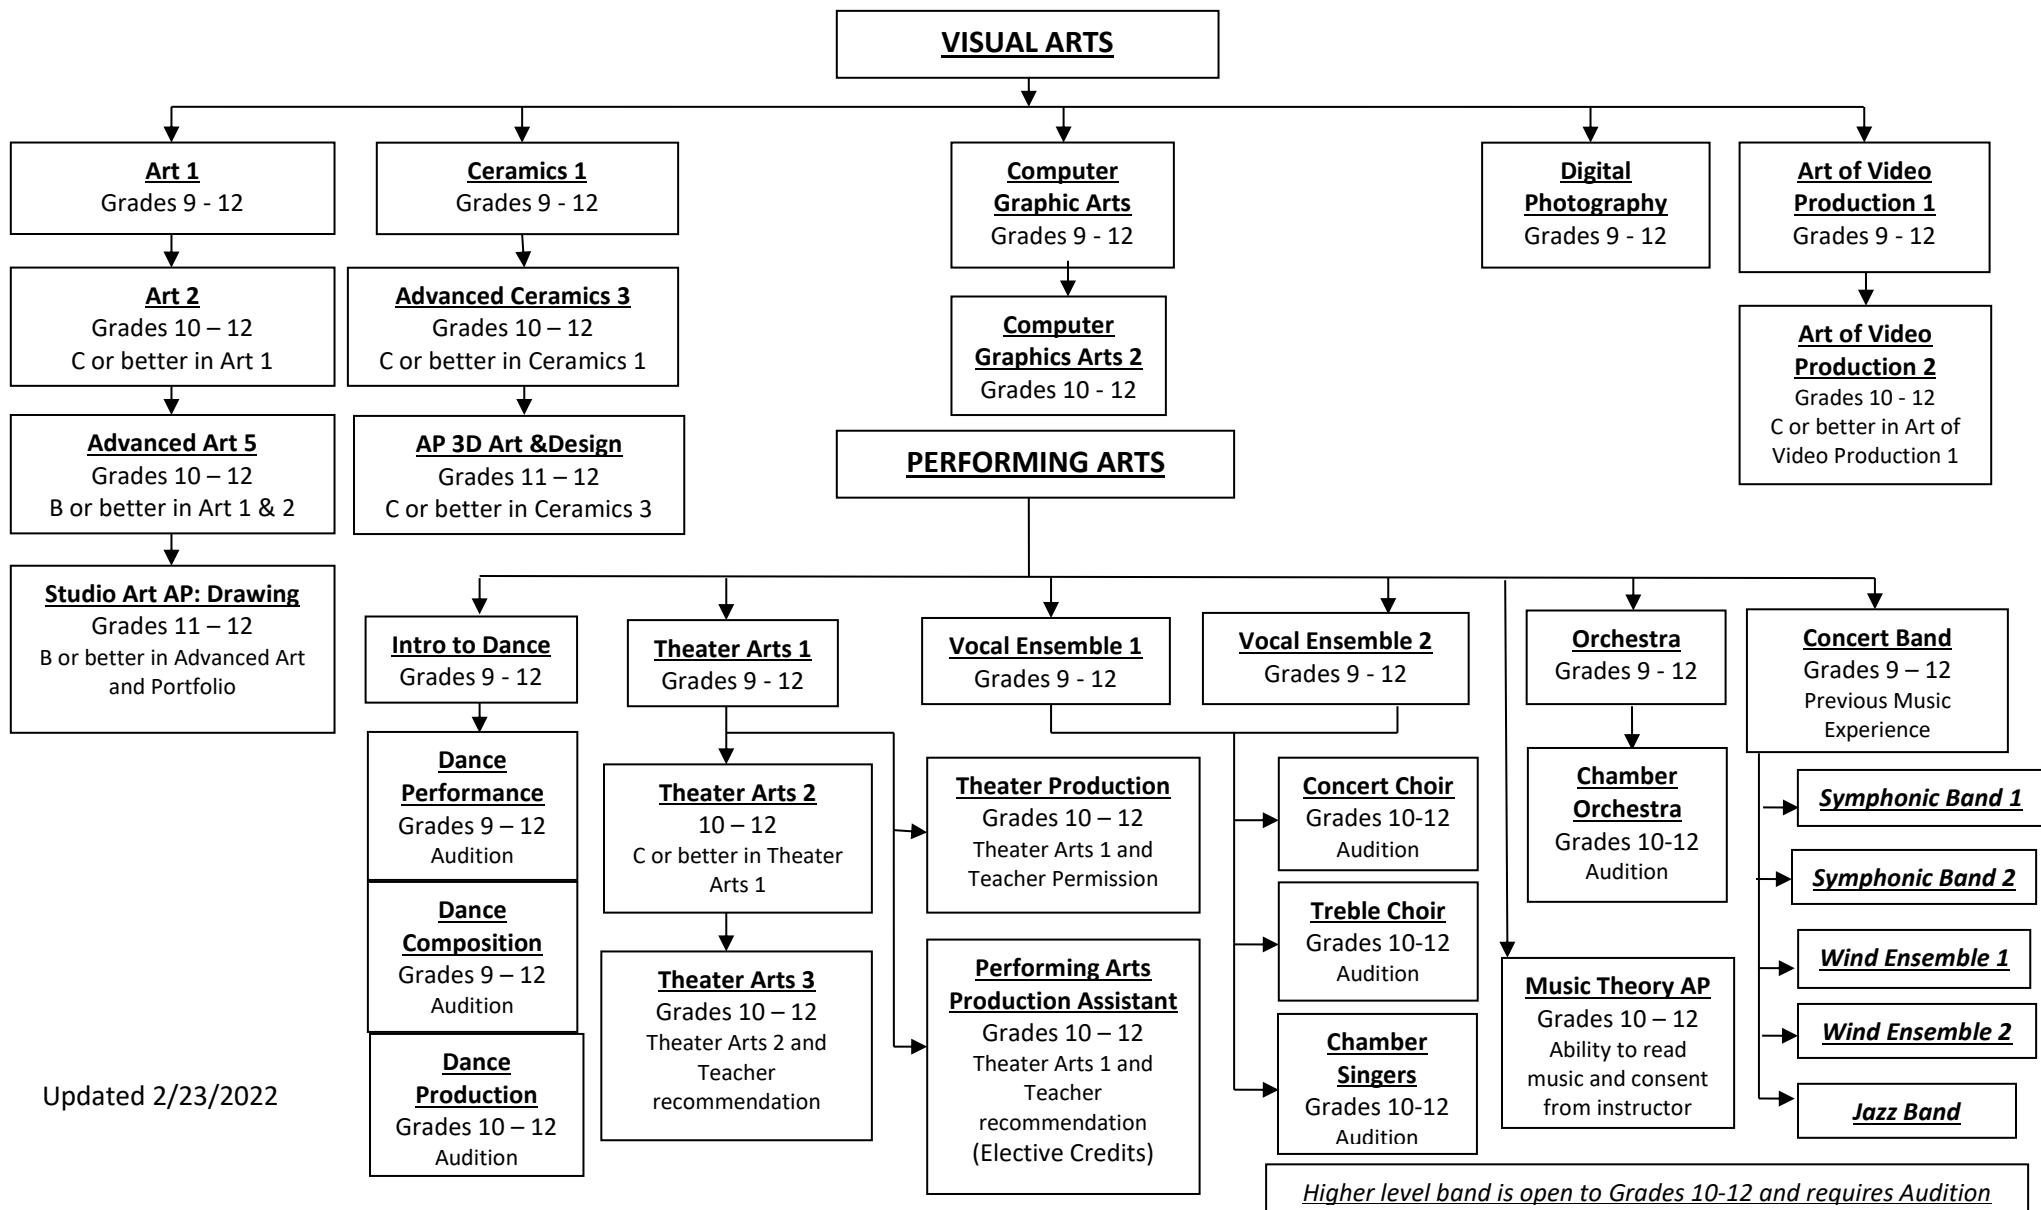 VISUAL ARTS
Art 1
Grades 9 - 12
Ceramics 1
Grades 9 - 12
Computer
Graphic Arts
Grades 9 - 12
Digital
Photography
Grades 9 - 12
Art of Video
Production 1
Grades 9 - 12
Art 2
Grades 10 – 12
C or better in Art 1
Advanced Ceramics 3
Grades 10 – 12
C or better in Ceramics 1
Computer
Graphics Arts 2
Grades 10 - 12
Art of Video
Production 2
Grades 10 - 12
C or better in Art of
Video Production 1
Advanced Art 5
Grades 10 – 12
B or better in Art 1 & 2
AP 3D Art &Design
Grades 11 – 12
C or better in Ceramics 3
Studio Art AP: Drawing
Grades 11 – 12
B or better in Advanced Art
and Portfolio
PERFORMING ARTS
Intro to Dance
Grades 9 - 12
Theater Arts 1
Grades 9 - 12
Vocal Ensemble 1
Grades 9 - 12
Vocal Ensemble 2
Grades 9 - 12
Orchestra
Grades 9 - 12
Concert Band
Grades 9 – 12
Previous Music
Experience
Dance
Performance
Grades 9 – 12
Audition
Dance
Composition
Grades 9 – 12
Audition
Dance
Production
Grades 10 – 12
Audition
Theater Arts 2
10 – 12
C or better in Theater
Arts 1
Theater Arts 3
Grades 10 – 12
Theater Arts 2 and
Teacher
recommendation
Theater Production
Grades 10 – 12
Theater Arts 1 and
Teacher Permission
Performing Arts
Production Assistant
Grades 10 – 12
Theater Arts 1 and
Teacher
recommendation
(Elective Credits)
Concert Choir
Grades 10-12
Audition
Treble Choir
Grades 10-12
Audition
Chamber
Singers
Grades 10-12
Audition
Chamber
Orchestra
Grades 10-12
Audition
Music Theory AP
Grades 10 – 12
Ability to read
music and consent
from instructor
Symphonic Band 1
Symphonic Band 2
Wind Ensemble 1
Wind Ensemble 2
Jazz Band
Higher level band is open to Grades 10-12 and requires Audition
Updated 2/23/2022